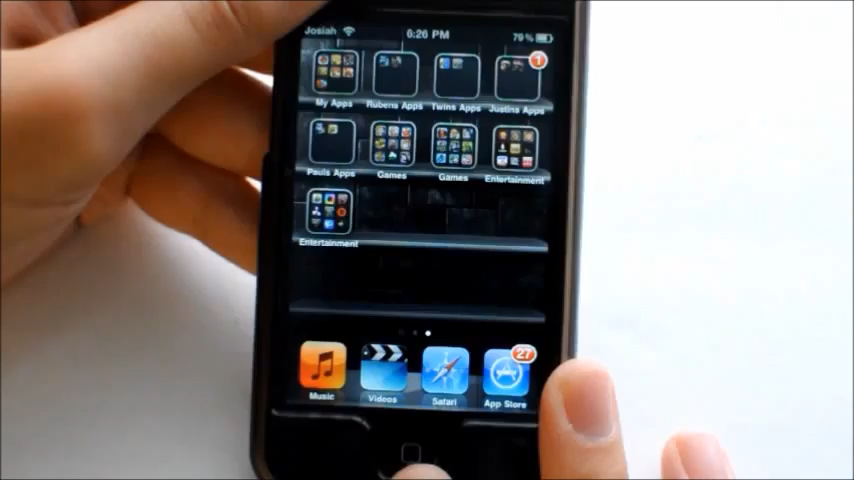 Josiah 6:26 PM 79%
1
My Apps Rubens Apps Twins Apps Justins Apps
Pauls Apps Games Games Entertainment
Entertainment
27
Music Videos Safari App Store